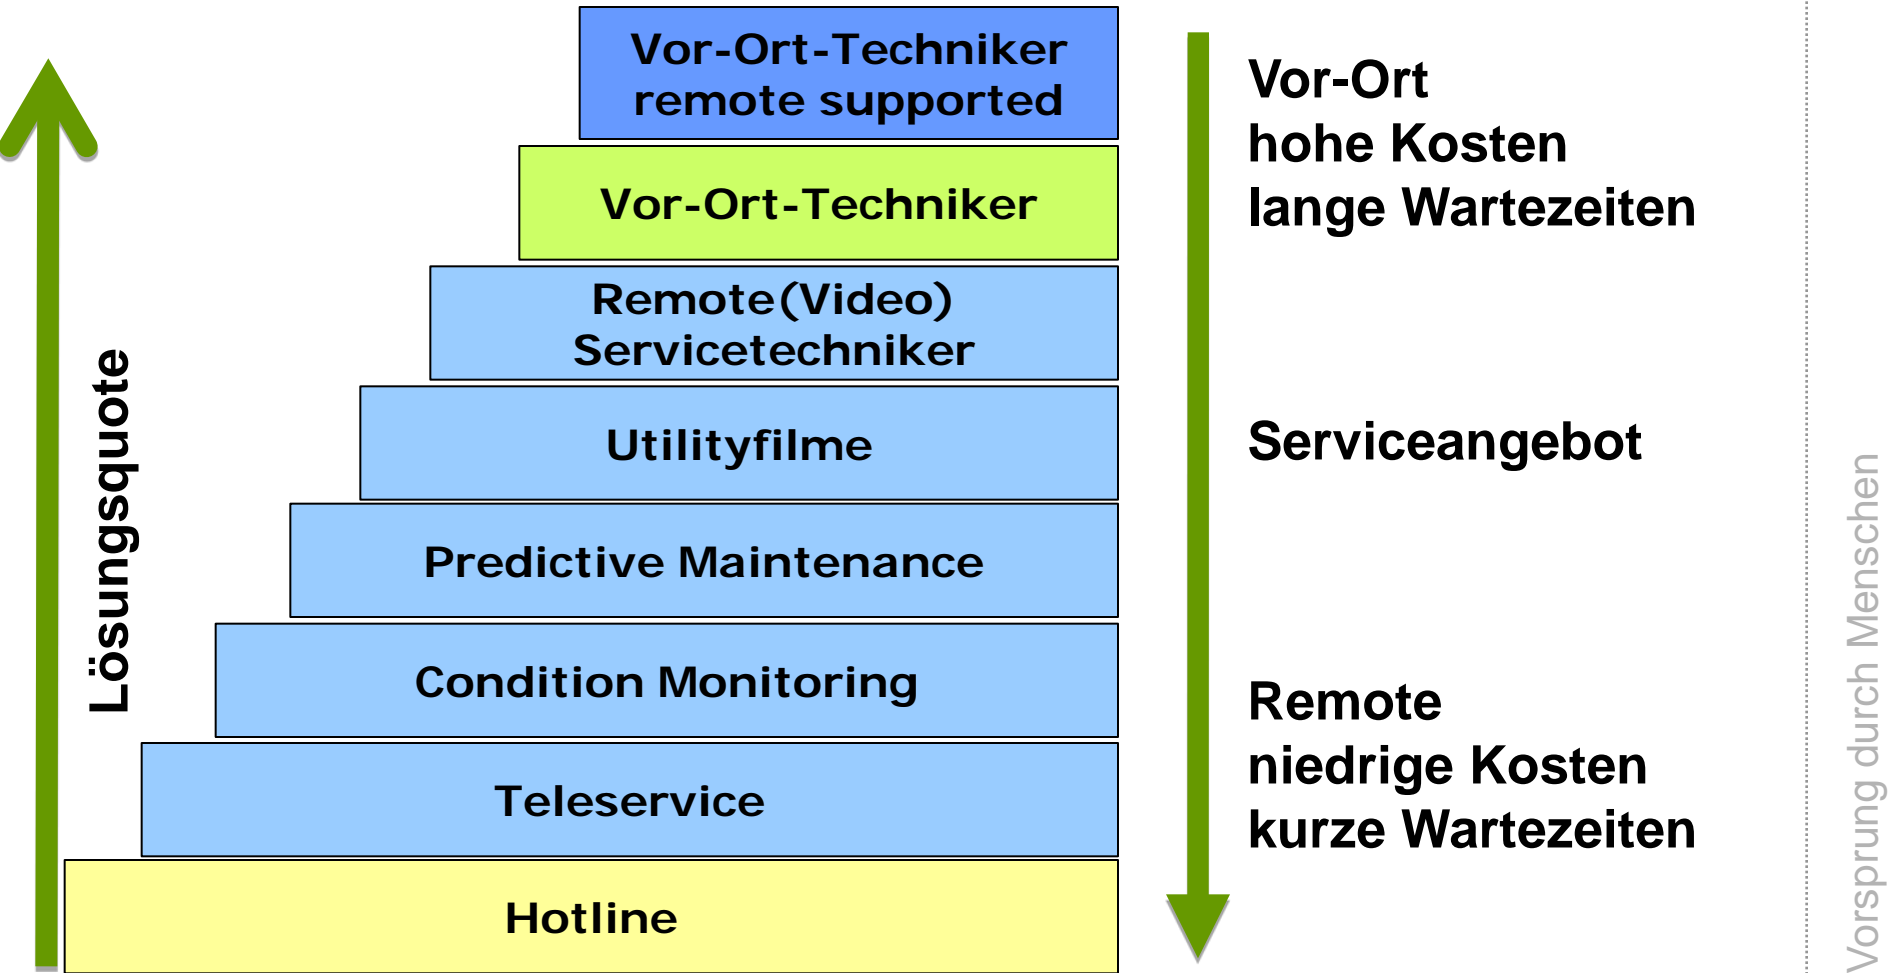 Vor-Ort-Techniker
remote supported
Vor-Ort-Techniker
Remote(Video)
Servicetechniker
Utilityfilme
Predictive Maintenance
Condition Monitoring
Teleservice
Hotline
Lösungsquote
Vor-Ort
hohe Kosten
lange Wartezeiten
Serviceangebot
Remote
niedrige Kosten
kurze Wartezeiten
Vorsprung durch Menschen